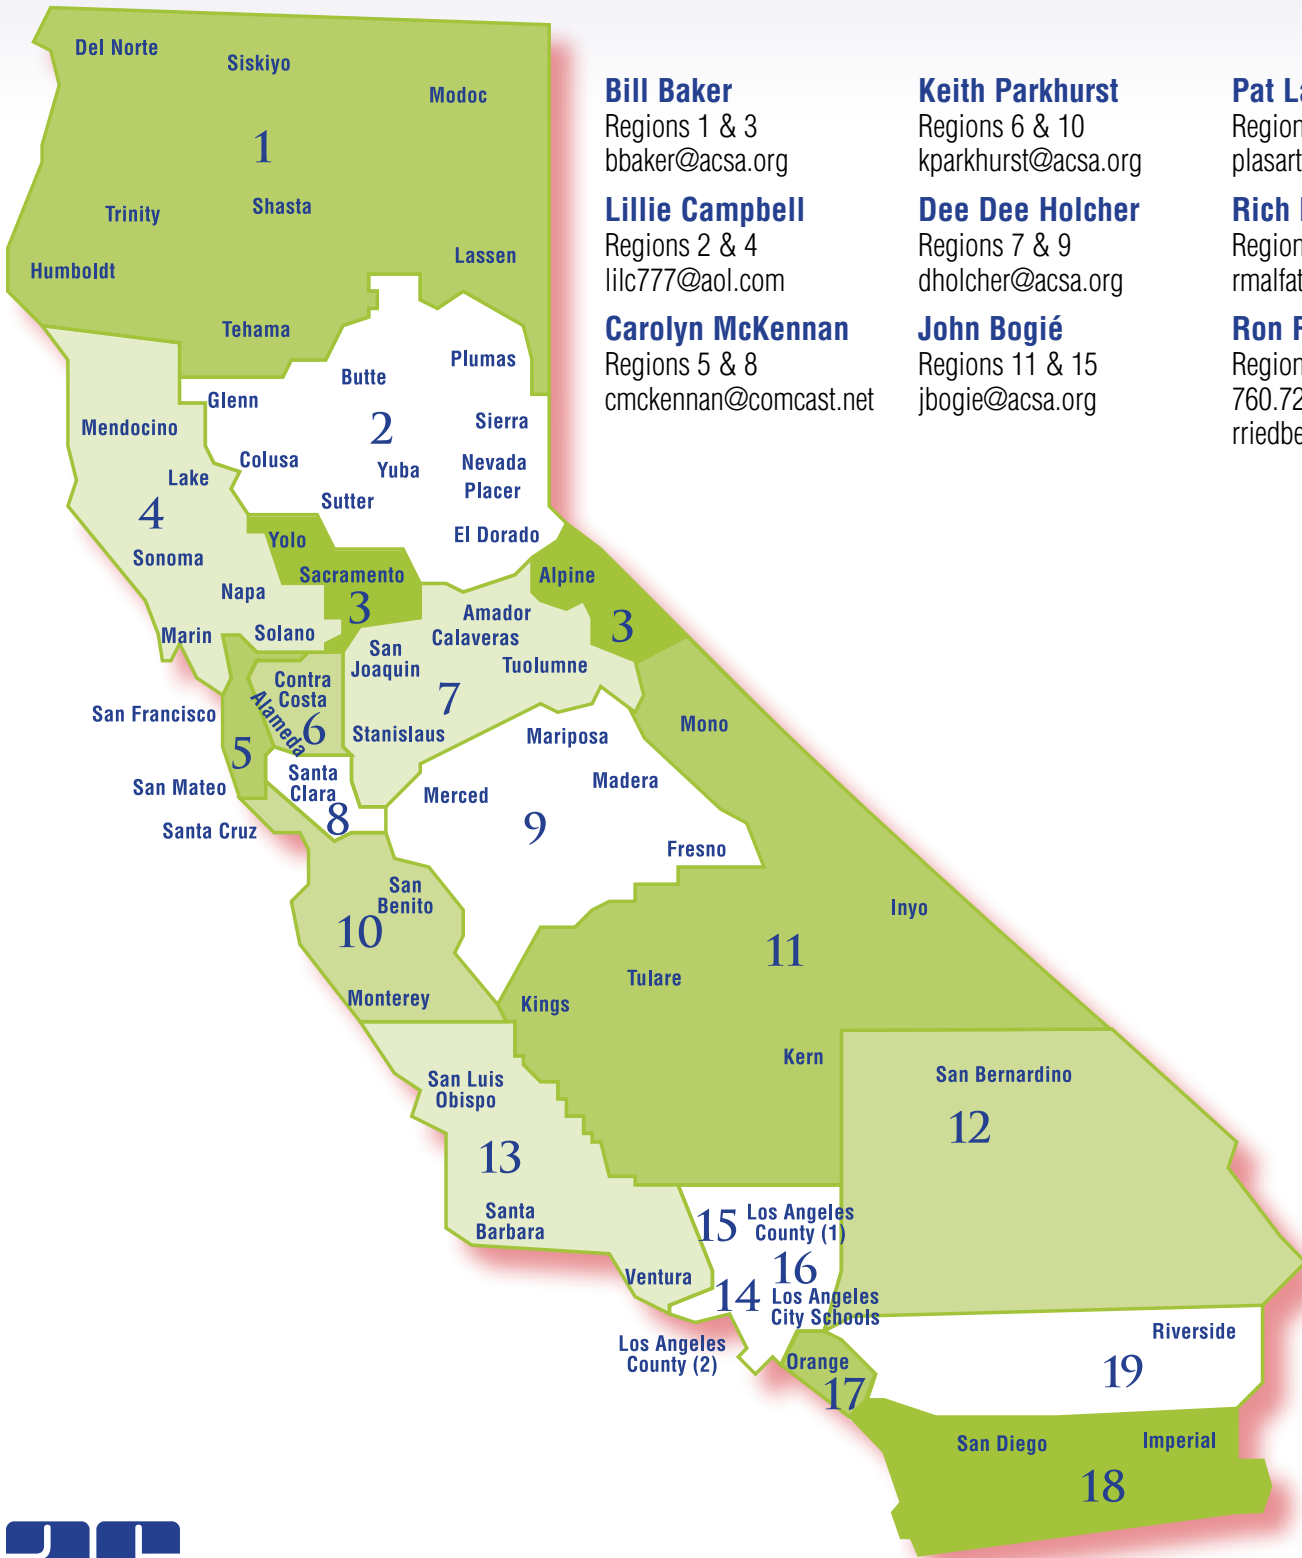 Bill Baker
Regions 1 & 3
bbaker@acsa.org
Lillie Campbell
Regions 2 & 4
lilc777@aol.com
Carolyn McKennan
Regions 5 & 8
cmckennan@comcast.net
Keith Parkhurst
Regions 6 & 10
kparkhurst@acsa.org
Dee Dee Holcher
Regions 7 & 9
dholcher@acsa.org
John Bogié
Regions 11 & 15
jbogie@acsa.org
Pat
Rich
Ron
760.72
Del Norte
Siskiyo
Modoc
1
Trinity
Shasta
Humboldt
Lassen
Tehama
Plumas
Butte
Glenn
2
Sierra
Mendocino
Colusa
Yuba
Nevada
Lake
Placer
Sutter
4
Yolo
El Dorado
Sonoma
Sacramento
Alpine
Napa
3
Amador
3
Marin
Solano
Calaveras
San
Joaquin
Tuolumne
Contra
Costa
Alameda
7
San Francisco
6
Stanislaus
Mono
5
Mariposa
Santa
Clara
Madera
San Mateo
Merced
8
Santa Cruz
9
Fresno
San
Benito
10
Inyo
11
Tulare
Monterey
Kings
Kern
San Luis
Obispo
San Bernardino
12
13
Santa
Barbara
15
Los Angeles
County (1)
16
Ventura
14
Los Angeles
City Schools
Los Angeles
County (2)
Orange
17
Riverside
19
San Diego
Imperial
18